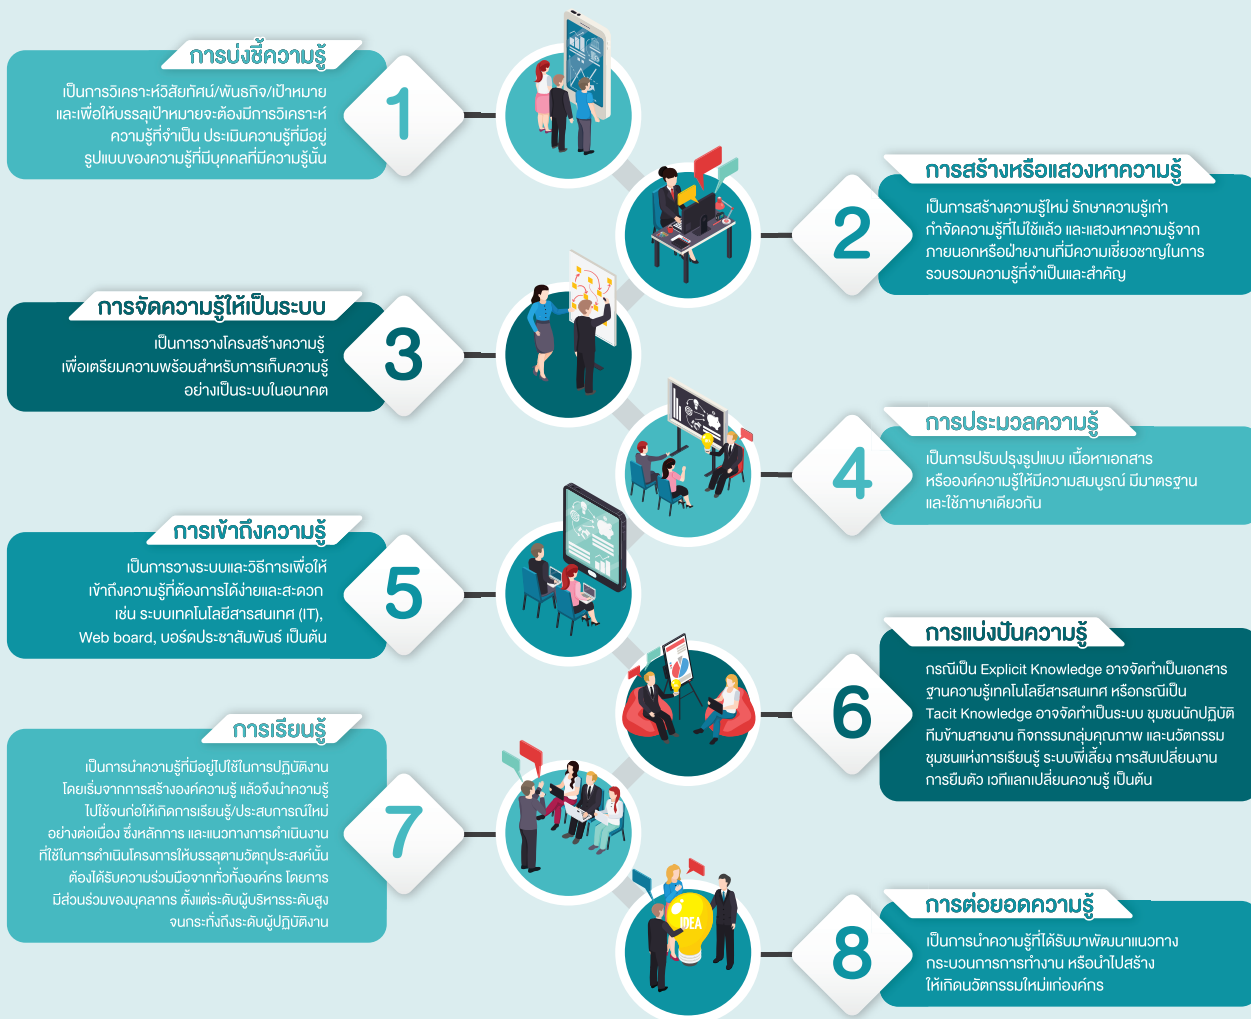 การบ่งชี้ความรู้
เป็นการวิเคราะห์วิสัยทัศน์/พันธกิจ/เป้าหมาย
และเพื่อให้บรรลุเป้าหมายจะต้องมีการวิเคราะห์
ความรู้ที่จำเป็น ประเมินความรู้ที่มีอยู่
รูปแบบของความรู้ที่มีบุคคลที่มีความรู้นั้น
1
การสร้างหรือแสวงหาความรู้
2
เป็นการสร้างความรู้ใหม่ รักษาความรู้เก่า
กำจัดความรู้ที่ไม่ใช้แล้ว และแสวงหาความรู้จาก
ภายนอกหรือฝ่ายงานที่มีความเชี่ยวชาญในการ
รวบรวมความรู้ที่จำเป็นและสำคัญ
การจัดความรู้ให้เป็นระบบ
เป็นการวางโครงสร้างความรู้
เพื่อเตรียมความพร้อมสำหรับการเก็บความรู้
อย่างเป็นระบบในอนาคต
3
การประมวลความรู้
4
เป็นการปรับปรุงรูปแบบ เนื้อหาเอกสาร
หรือองค์ความรู้ให้มีความสมบูรณ์ มีมาตรฐาน
และใช้ภาษาเดียวกัน
การเข้าถึงความรู้
เป็นการวางระบบและวิธีการเพื่อให้
เข้าถึงความรู้ที่ต้องการได้ง่ายและสะดวก
เช่น ระบบเทคโนโลยีสารสนเทศ (IT),
Web board, บอร์ดประชาสัมพันธ์ เป็นต้น
5
การแบ่งปันความรู้
6
กรณีเป็น Explicit Knowledge อาจจัดทำเป็นเอกสาร
ฐานความรู้เทคโนโลยีสารสนเทศ หรือกรณีเป็น
Tacit Knowledge อาจจัดทำเป็นระบบ ชุมชนนักปฏิบัติ
ทีมข้ามสายงาน กิจกรรมกลุ่มคุณภาพ และนวัตกรรม
ชุมชนแห่งการเรียนรู้ ระบบพี่เลี้ยง การสับเปลี่ยนงาน
การยืมตัว เวทีแลกเปลี่ยนความรู้ เป็นต้น
การเรียนรู้
เป็นการนำความรู้ที่มีอยู่ไปใช้ในการปฏิบัติงาน
โดยเริ่มจากการสร้างองค์ความรู้ แล้วจึงนำความรู้
ไปใช้จนก่อให้เกิดการเรียนรู้/ประสบการณ์ใหม่
อย่างต่อเนื่อง ซึ่งหลักการ และแนวทางการดำเนินงาน
ที่ใช้ในการดำเนินโครงการให้บรรลุตามวัตถุประสงค์นั้น
ต้องได้รับความร่วมมือจากทั่วทั้งองค์กร โดยการ
มีส่วนร่วมของบุคลากร ตั้งแต่ระดับผู้บริหารระดับสูง
จนกระทั่งถึงระดับผู้ปฏิบัติงาน
7
การต่อยอดความรู้
IDEA
8
เป็นการนำความรู้ที่ได้รับมาพัฒนาแนวทาง
กระบวนการการทำงาน หรือนำไปสร้าง
ให้เกิดนวัตกรรมใหม่แก่องค์กร